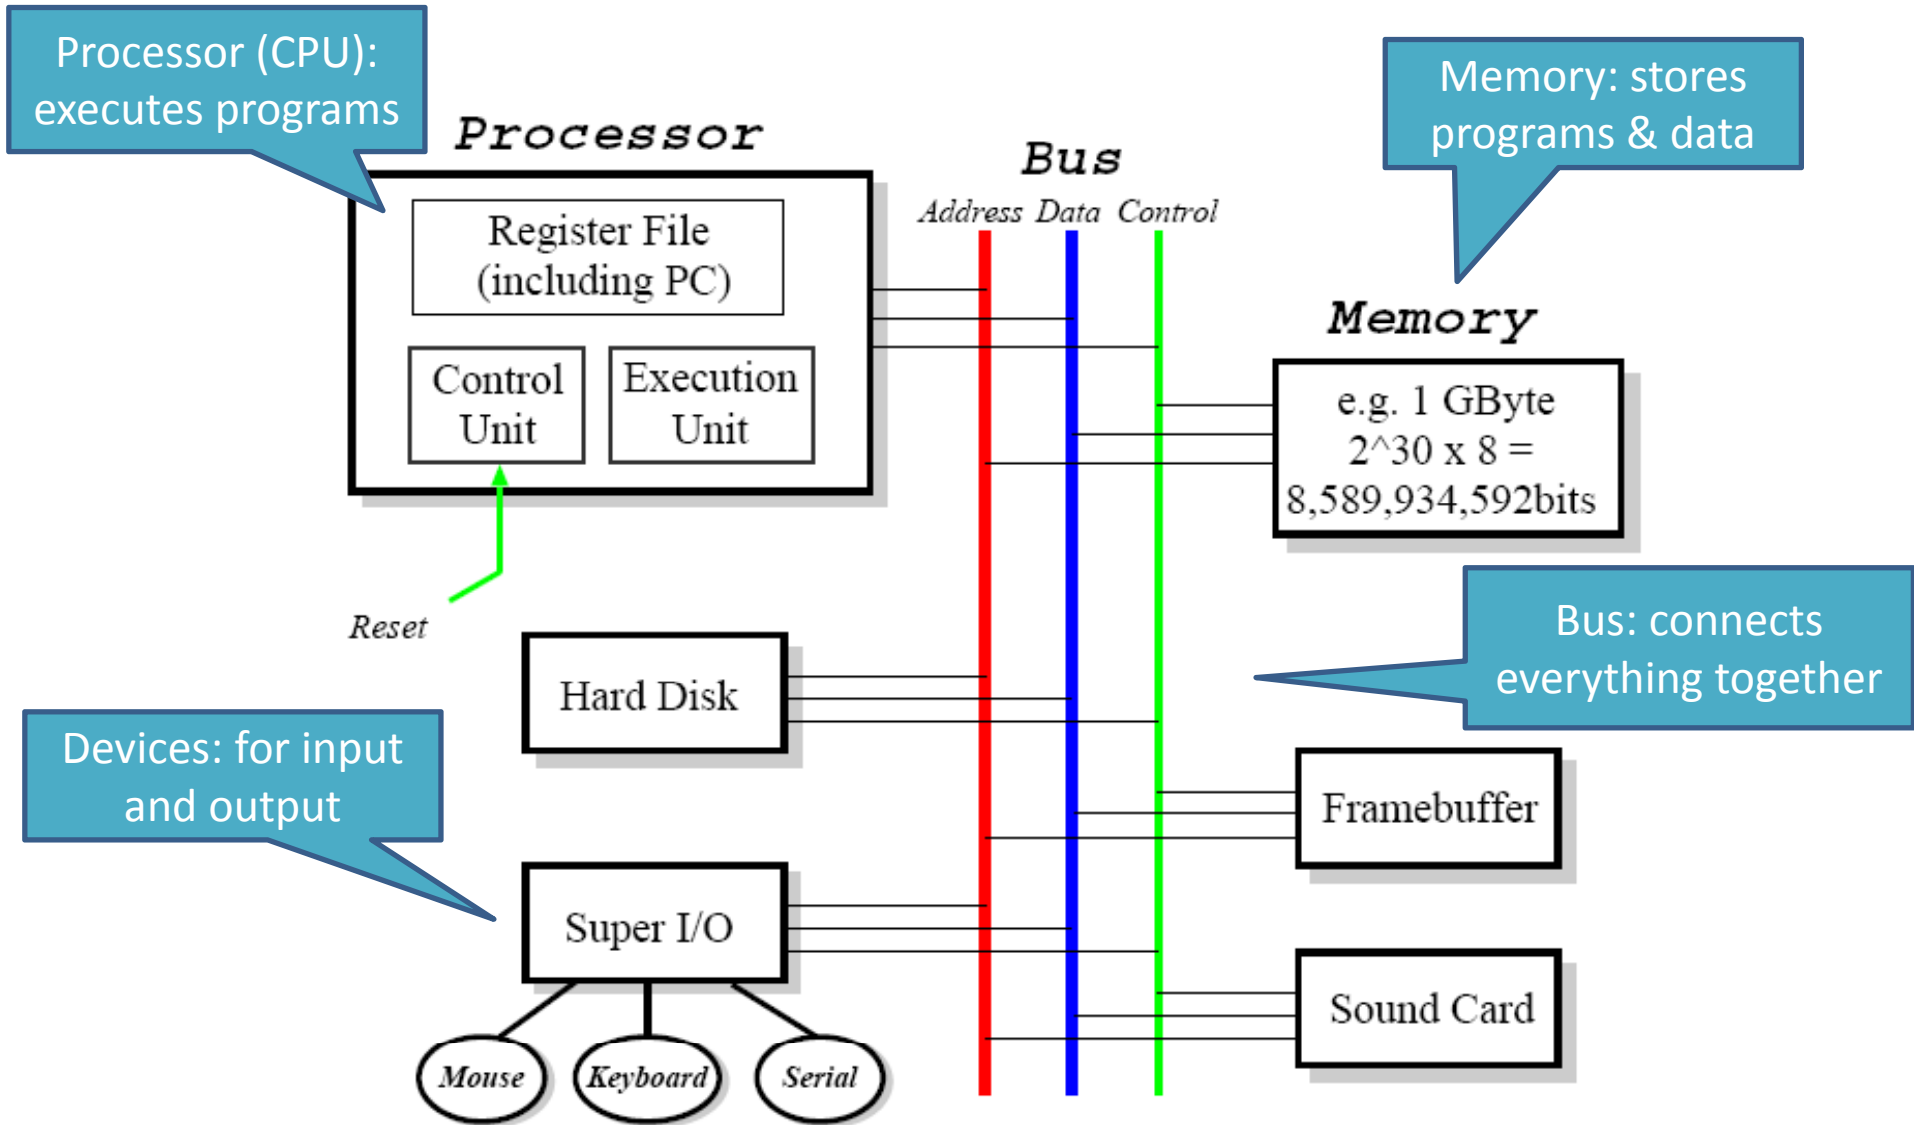 Processor (CPU):
executes programs
Processor
Register File
(including PC)
Control
Unit
Execution
Unit
Reset
Bus
Address Data Control
Memory: stores
programs & data
Memory
e.g. 1 GByte
2^30 x 8 =
8,589,934,592bits
Bus: connects
everything together
Hard Disk
Devices: for input
and output
Framebuffer
Super I/O
Sound Card
Mouse
Keyboard
Serial